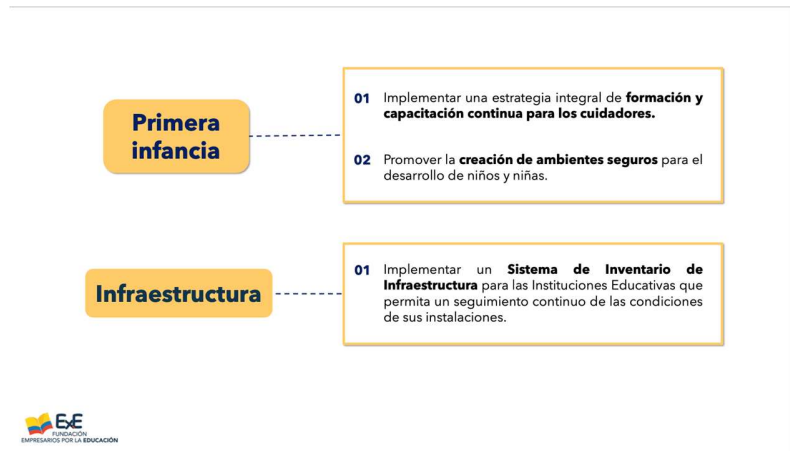 Primera
infancia
01 Implementar una estrategia integral de formación y
capacitación continua para los cuidadores.
02 Promover la creación de ambientes seguros para el
desarrollo de niños y niñas.
Infraestructura
01 Implementar un Sistema de Inventario de
Infraestructura para las Instituciones Educativas que
permita un seguimiento continuo de las condiciones
de sus instalaciones.
ExE
FUNDACIÓN
EMPRESARIOS POR LA EDUCACIÓN